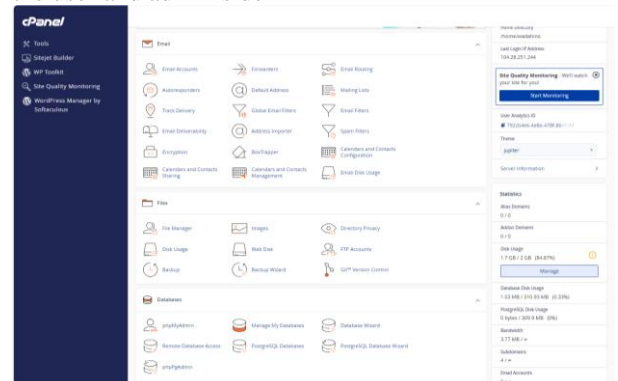 cPanel
Tools
Sitejet Builder
WP Toolkit
Site Quality Monitoring
WordPress Manager by
Softaculous
Email
Email Accounts
Forwarders
Email Routing
Autoresponders
Default Address
Mailing Lists
Track Delivery
Global Email Filters
Email Filters
Email Deliverability
Address Importer
Spam Filters
Encryption
BoxTrapper
Calendars and Contacts
Configuration
Calendars and Contacts
Sharing
Calendars and Contacts
Management
Email Disk Usage
Files
File Manager
Images
Directory Privacy
Disk Usage
Web Disk
FTP Accounts
Backup
Backup Wizard
Git™ Version Control
Databases
phpMyAdmin
Manage My Databases
Database Wizard
Remote Database Access
PostgreSQL Databases
PostgreSQL Database Wizard
phpPgAdmin
Home Directory
Last Login IP Address
104.28.251.244
Site Quality Monitoring - We'll watch
your site for you!
Start Monitoring
User Analytics ID
Theme
jupiter
Server Information
Statistics
Alias Domains
0 / 0
Addon Domains
0 / 0
Disk Usage
1.7 GB / 2 GB (84.87%)
Manage
Database Disk Usage
PostgreSQL Disk Usage
Bandwidth
3.77 MB / ∞
Subdomains
4 / ∞
Email Accounts